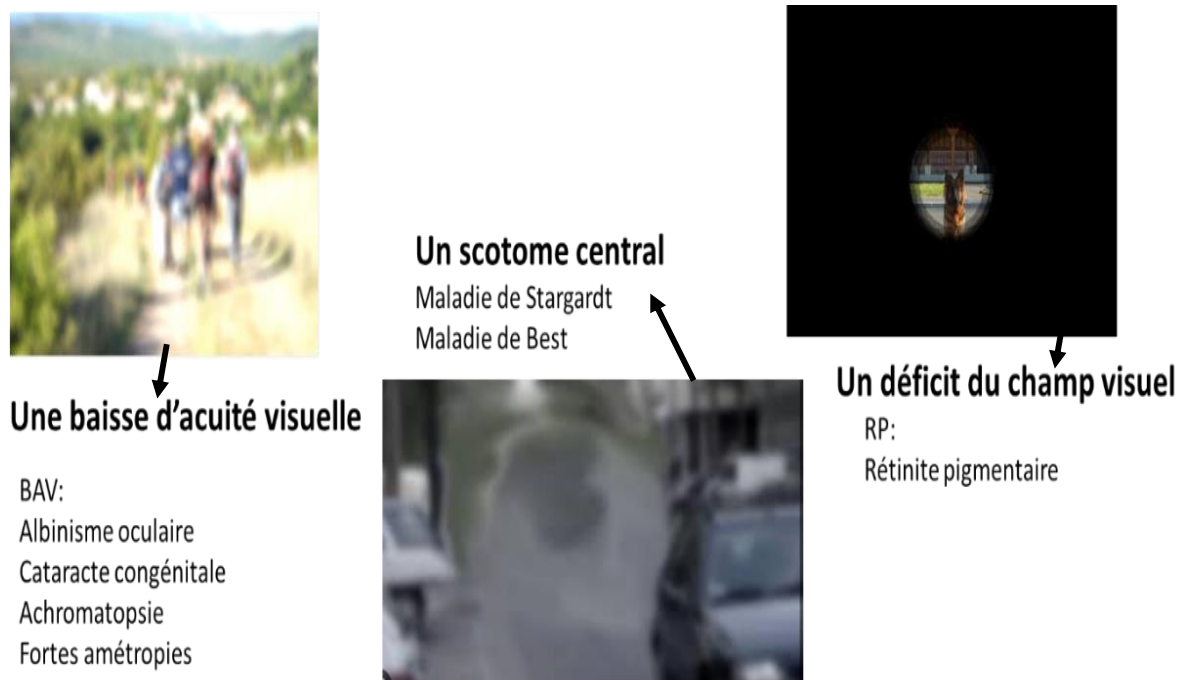 Une baisse d'acuité visuelle
BAV:
Albinisme oculaire
Cataracte congénitale
Achromatopsie
Fortes amétropies
Un scotome central
Maladie de Stargardt
Maladie de Best
Un déficit du champ visuel
RP:
Rétinite pigmentaire